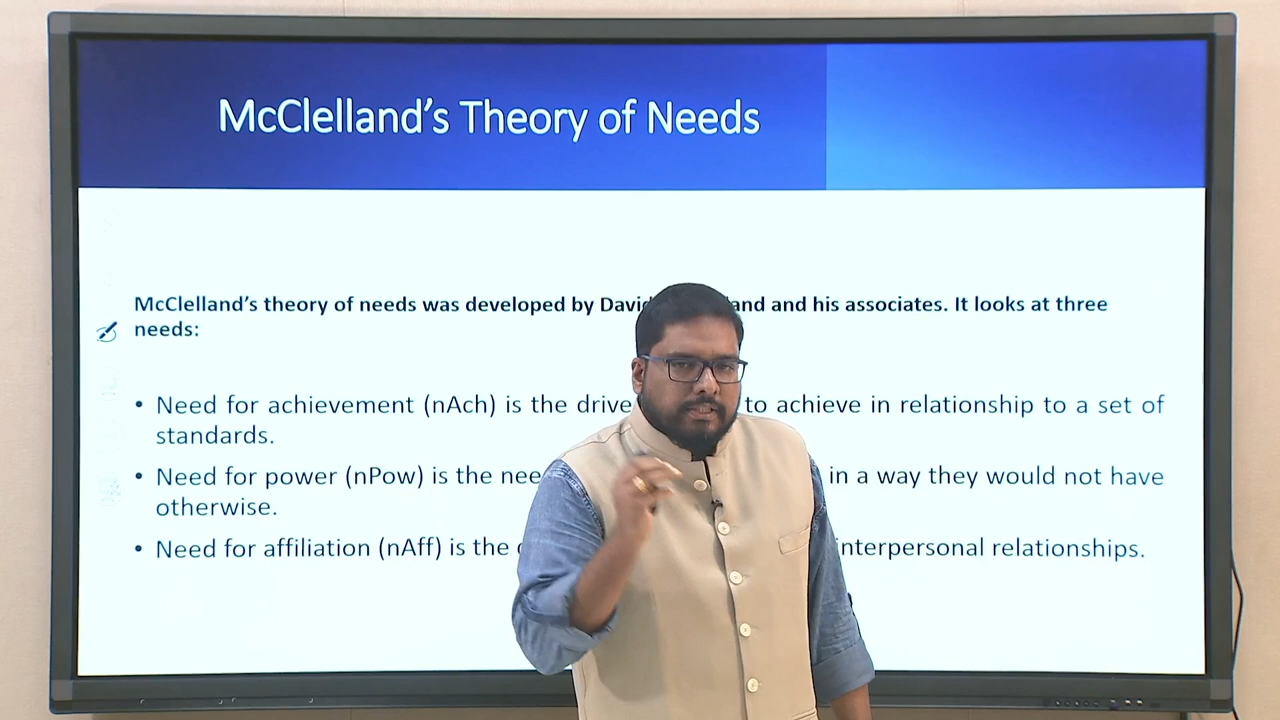 McClelland's Theory of Needs
McClelland's theory of needs was developed by David and and his associates. It looks at three
needs:
• Need for achievement (nAch) is the drive to achieve in relationship to a set of
standards.
• Need for power (nPow) is the need in a way they would not have
otherwise.
• Need for affiliation (nAff) is the interpersonal relationships.